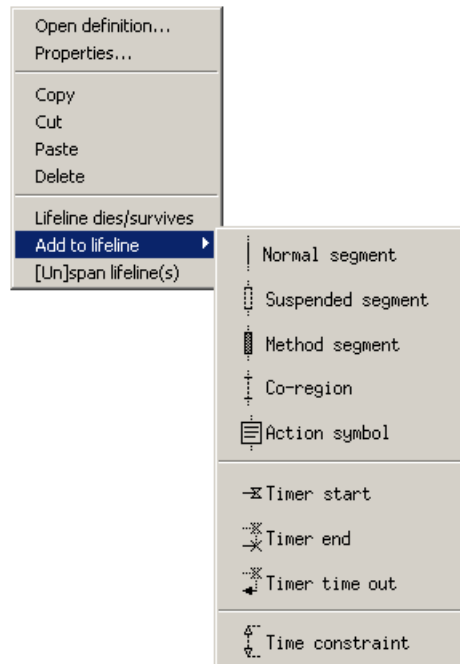 Open definition...
Properties...
Copy
Cut
Paste
Delete
Lifeline dies/survives
Add to lifeline
[Un]span lifeline(s)
Normal segment
Suspended segment
Method segment
Co-region
Action symbol
Timer start
Timer end
Timer time out
Time constraint